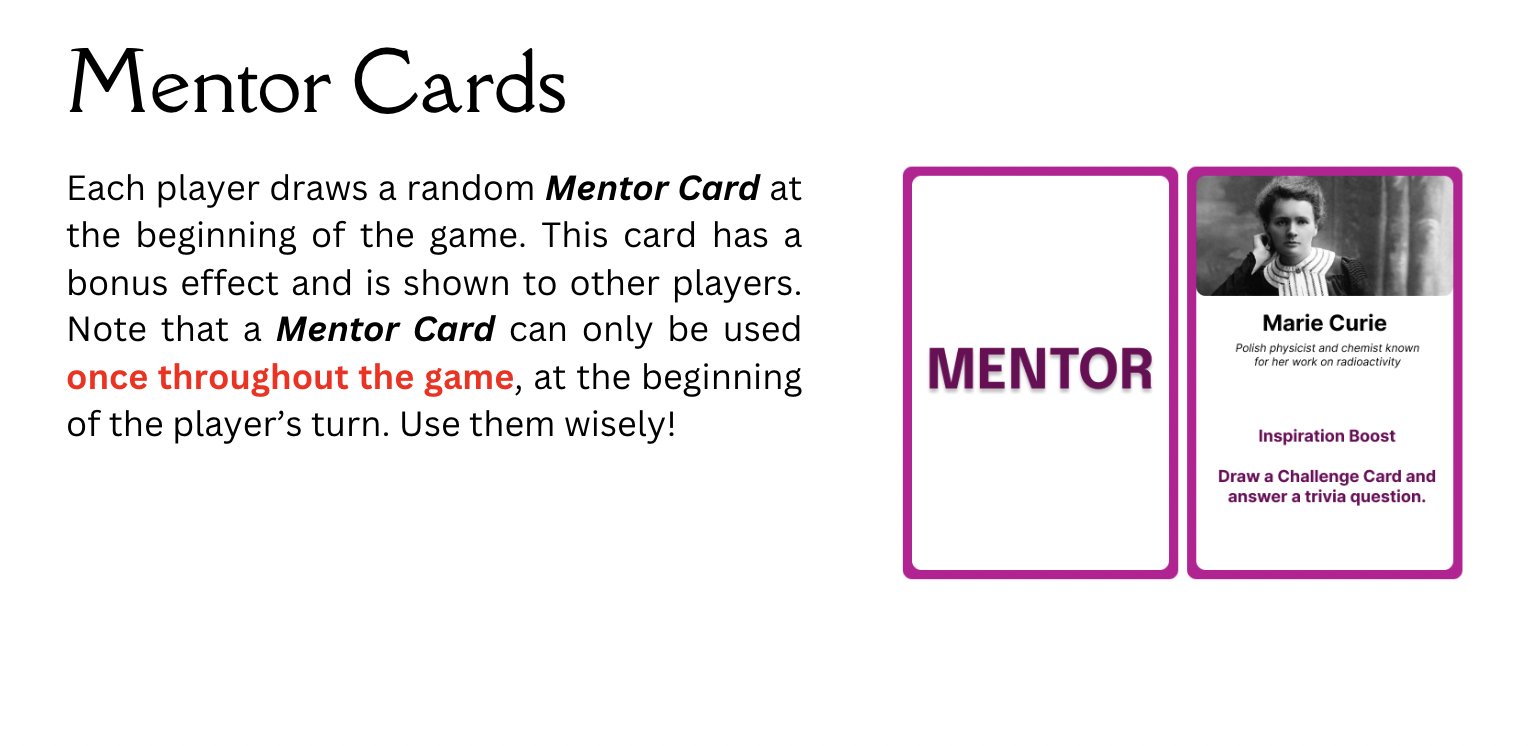 Mentor Cards
Each player draws a random Mentor Card at
the beginning of the game. This card has a
bonus effect and is shown to other players.
Note that a Mentor Card can only be used
once throughout the game, at the beginning
of the player’s turn. Use them wisely!
MENTOR
Marie Curie
Polish physicist and chemist known
for her work on radioactivity
Inspiration Boost
Draw a Challenge Card and
answer a trivia question.